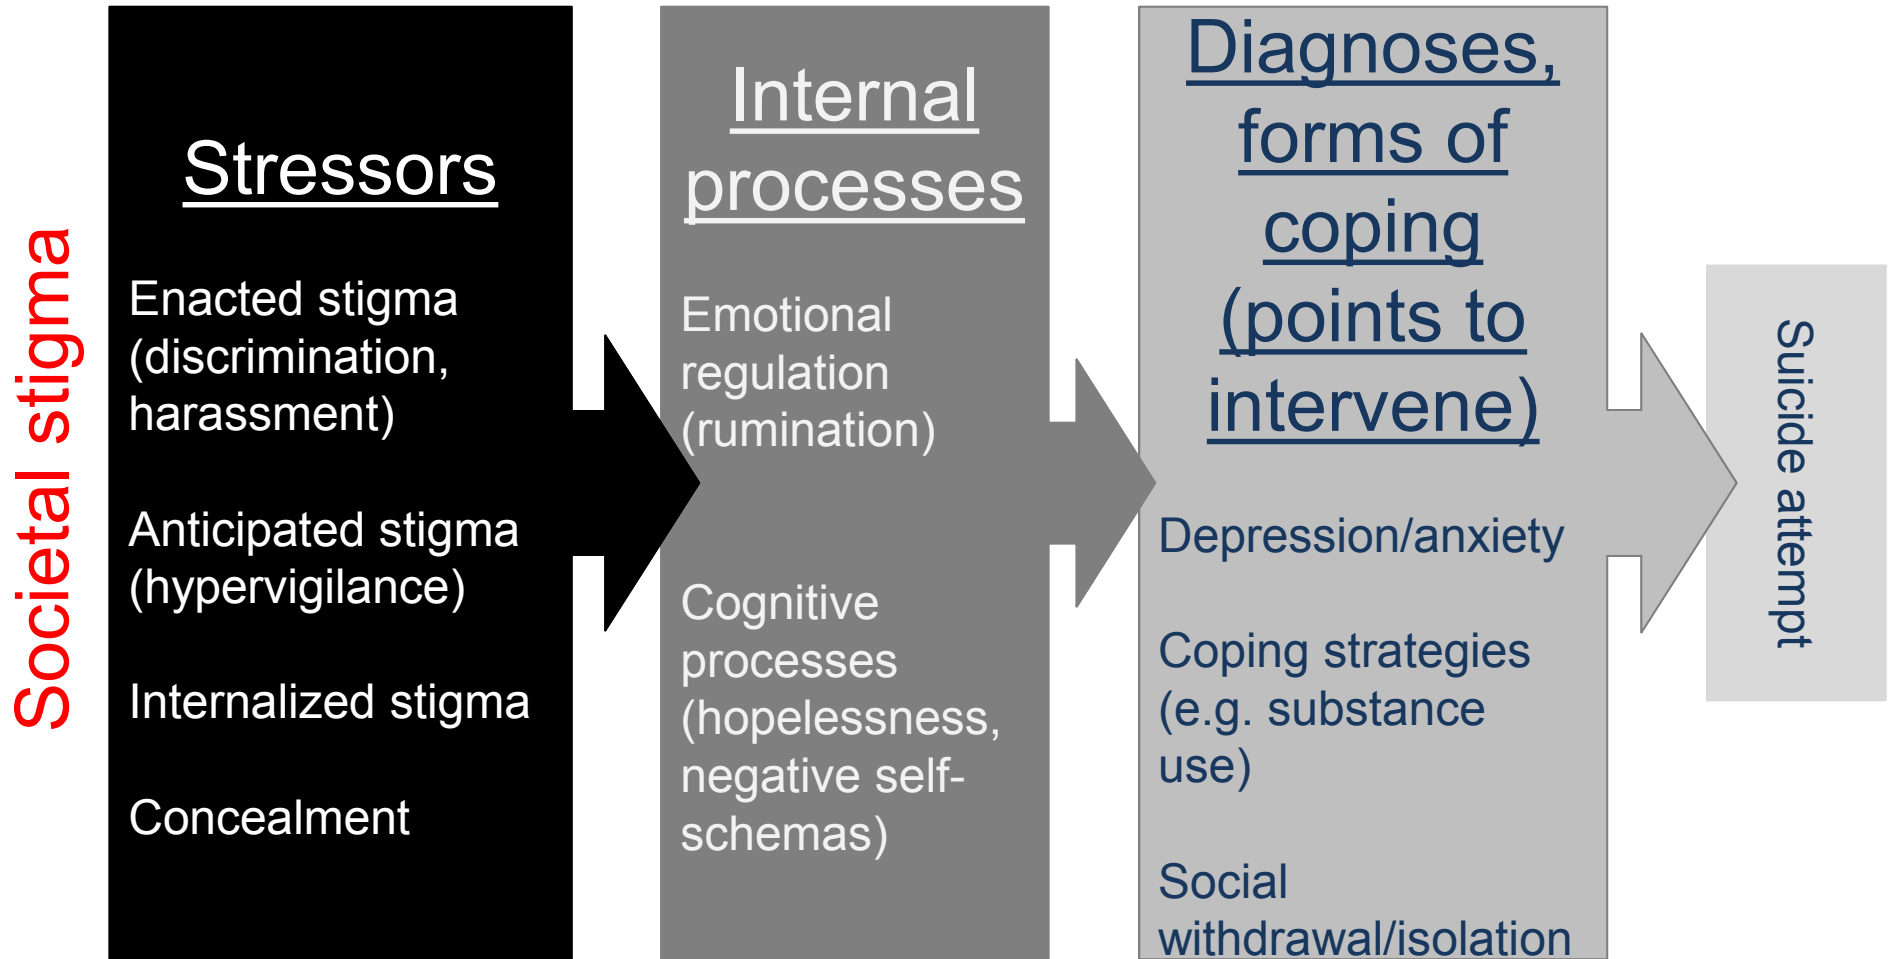 Societal stigma
Stressors
Enacted stigma
(discrimination,
harassment)
Anticipated stigma
(hypervigilance)
Internalized stigma
Concealment
Internal
processes
Emotional
regulation
(rumination)
Cognitive
processes
(hopelessness,
negative self-
schemas)
Diagnoses,
forms of
coping
(points to
intervene)
Depression/anxiety
Coping strategies
(e.g. substance
use)
Social
withdrawal/isolation
Suicide attempt